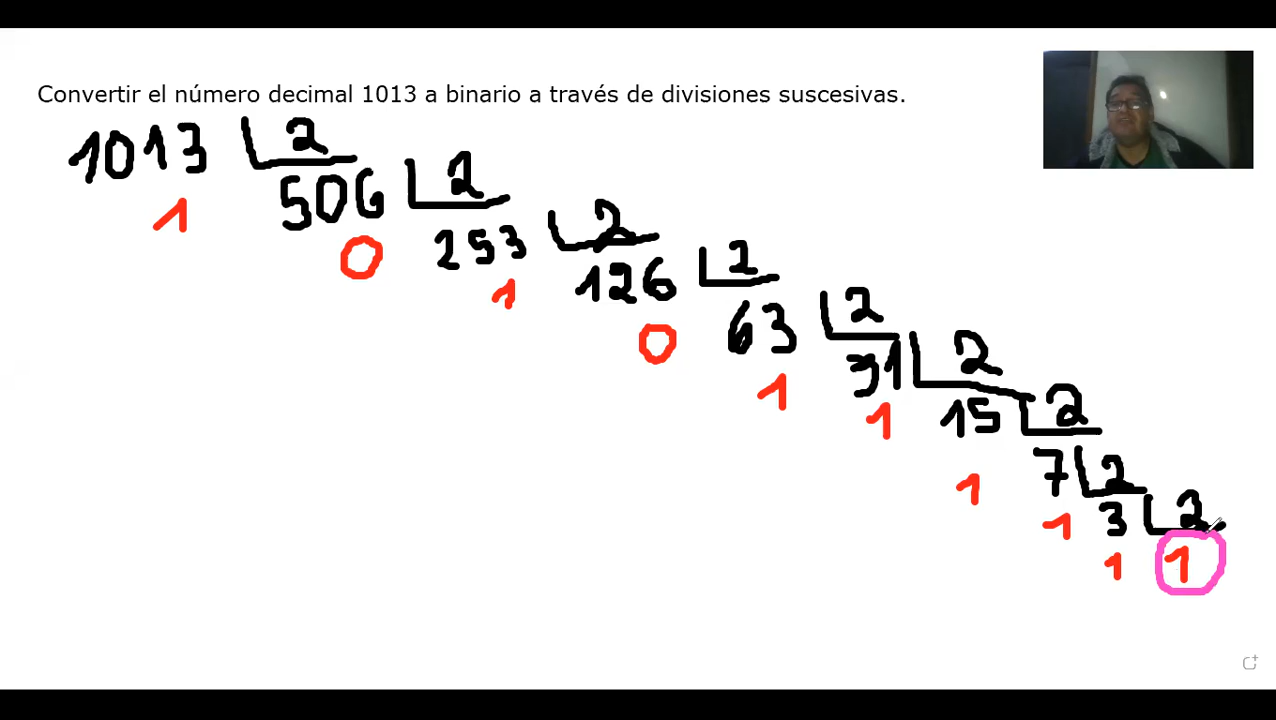 Convertir el número decimal 1013 a binario a través de divisiones suscesivas.
1013 2
1 506 2
0 253 2
1 126 2
0 63 2
1 31 2
1 15 2
1 7 2
1 3 2
1 1